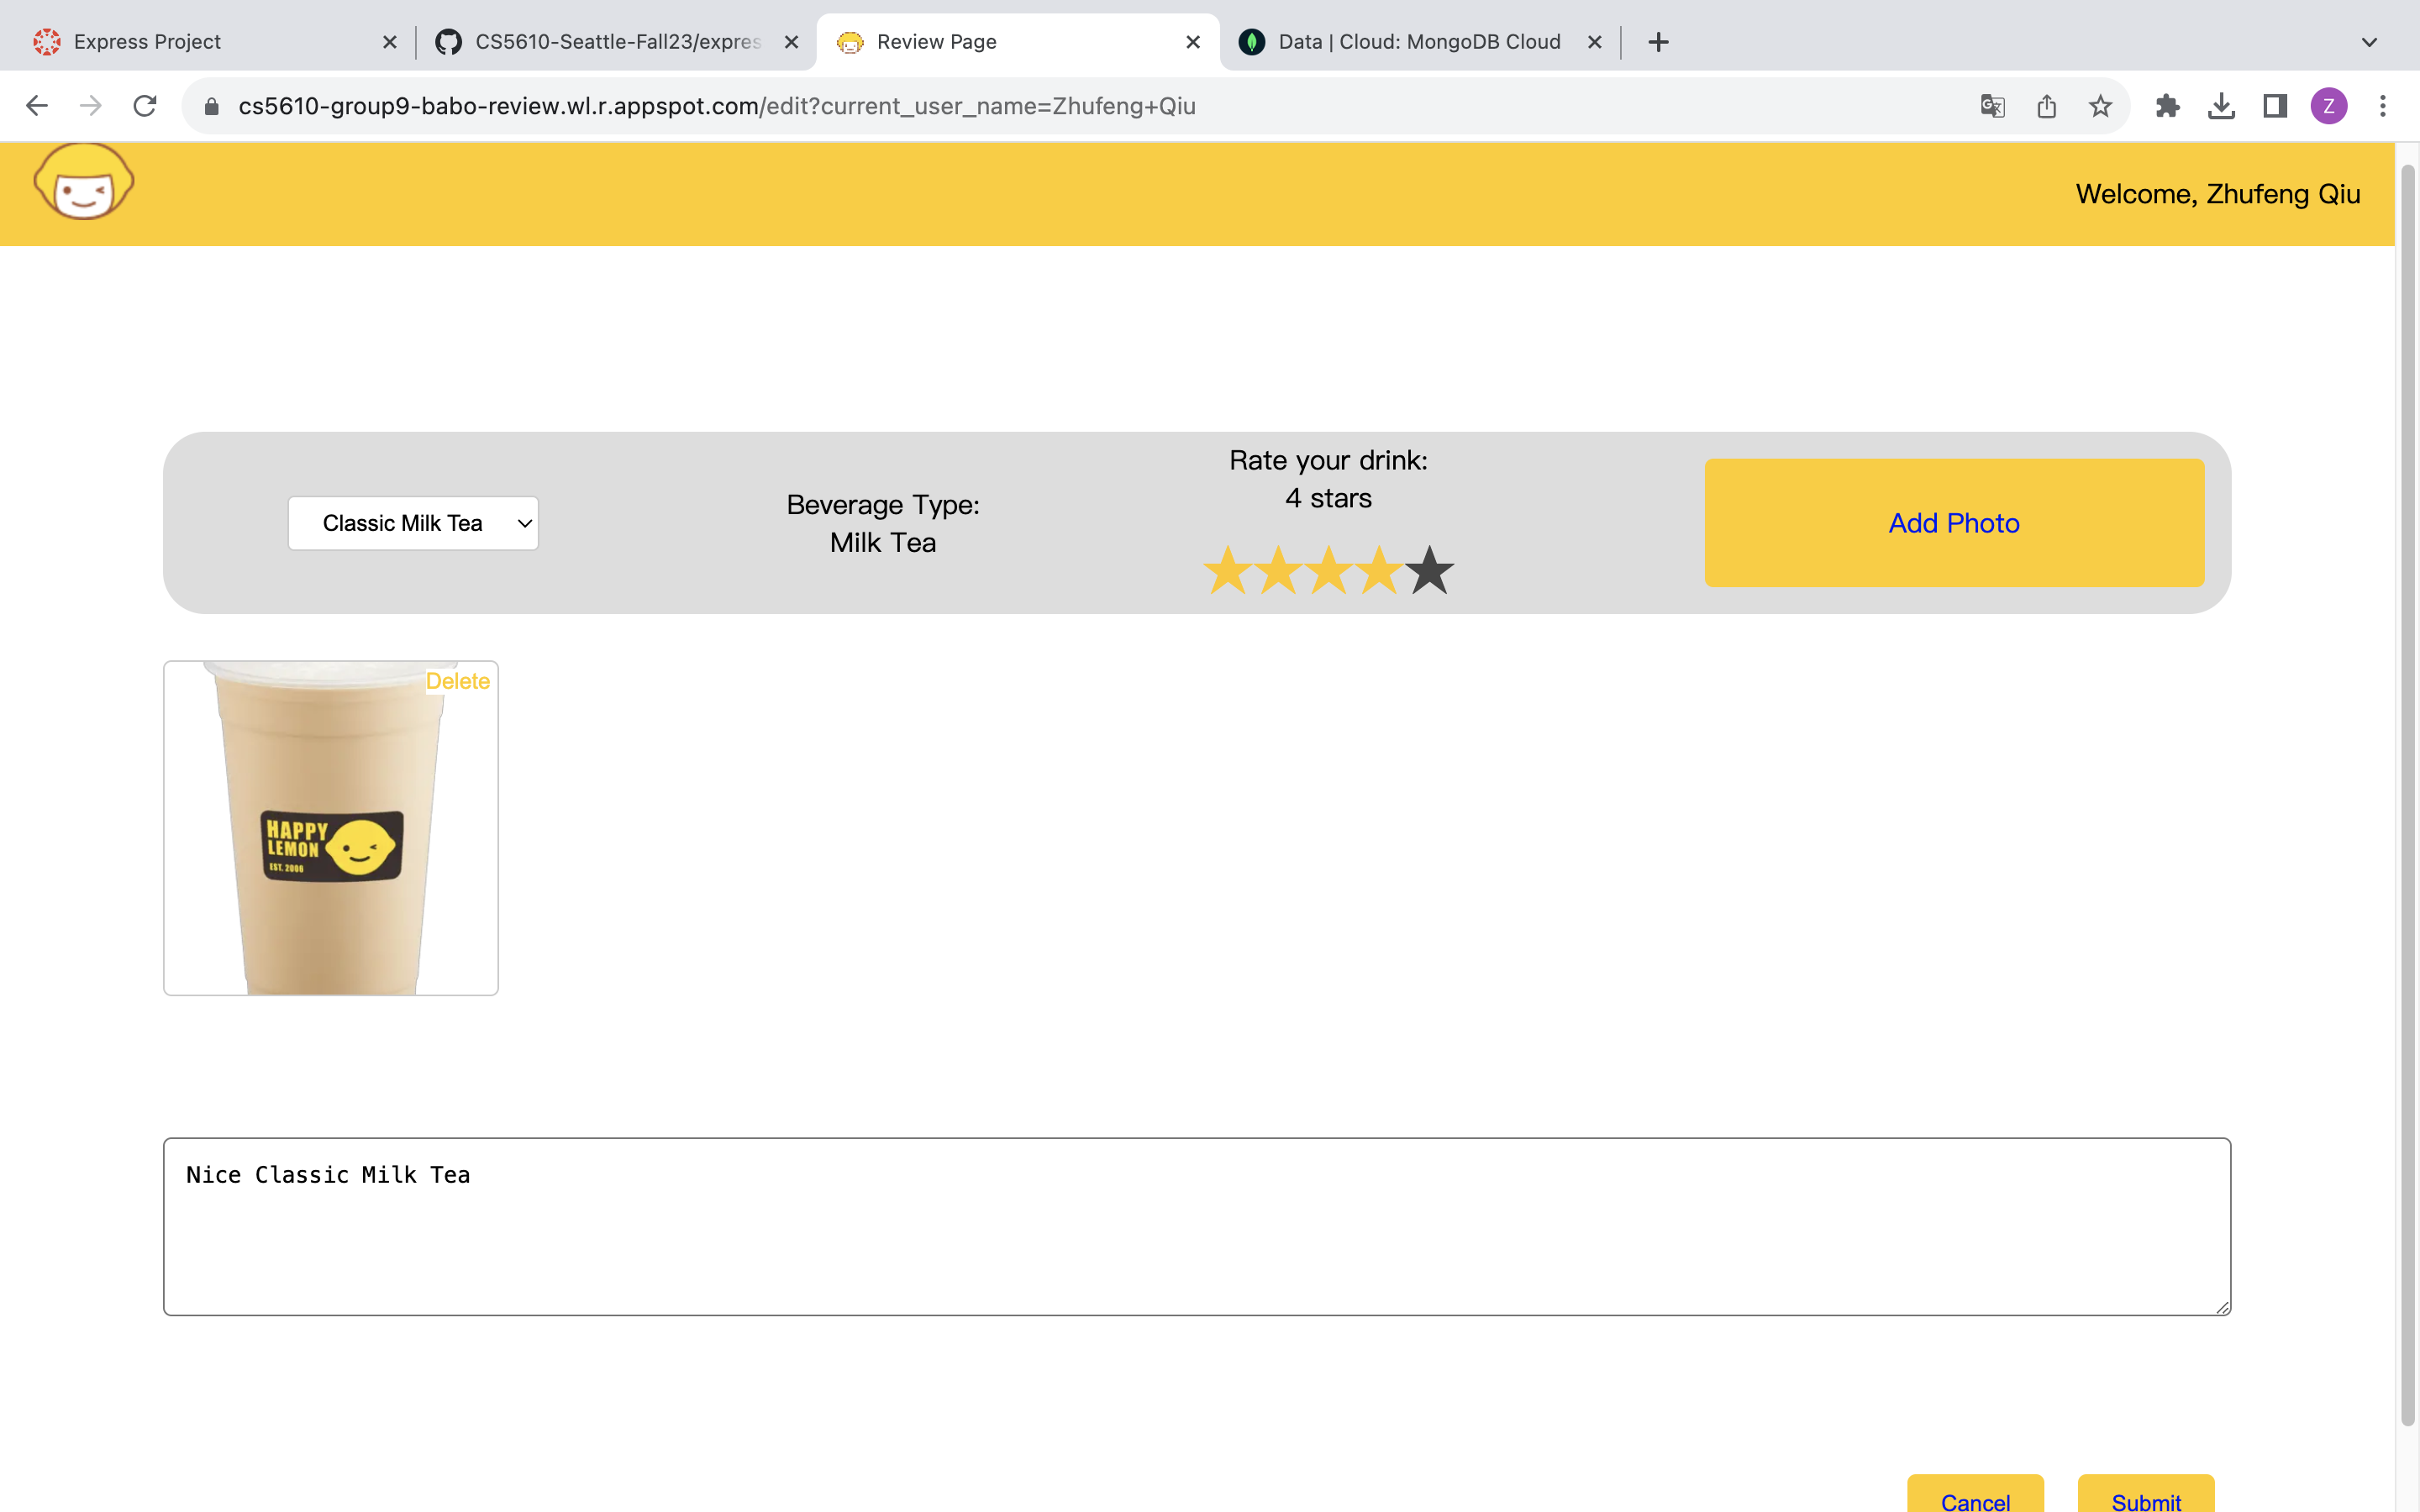 Express Project
CS5610-Seattle-Fall23/expres
Review Page
Data | Cloud: MongoDB Cloud
cs5610-group9-babo-review.wl.r.appspot.com/edit?current_user_name=Zhufeng+Qiu
Z
Welcome, Zhufeng Qiu
Classic Milk Tea
Beverage Type:
Milk Tea
Rate your drink:
4 stars
Add Photo
Delete
HAPPY
LEMON
EST. 2006
Nice Classic Milk Tea
Cancel
Submit